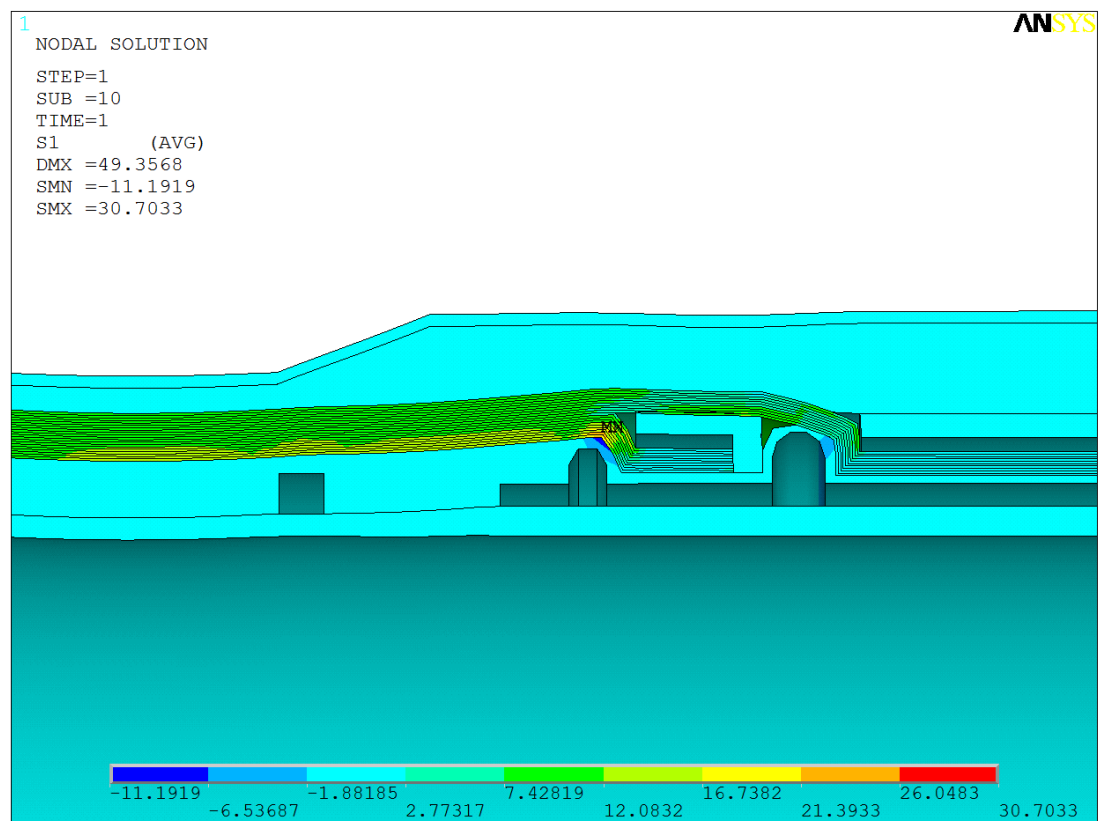 1
ANSYS
NODAL SOLUTION
STEP=1
SUB =10
TIME=1
S1 (AVG)
DMX =49.3568
SMN =-11.1919
SMX =30.7033
MN
-11.1919 -1.88185 7.42819 16.7382 26.0483
-6.53687 2.77317 12.0832 21.3933 30.7033